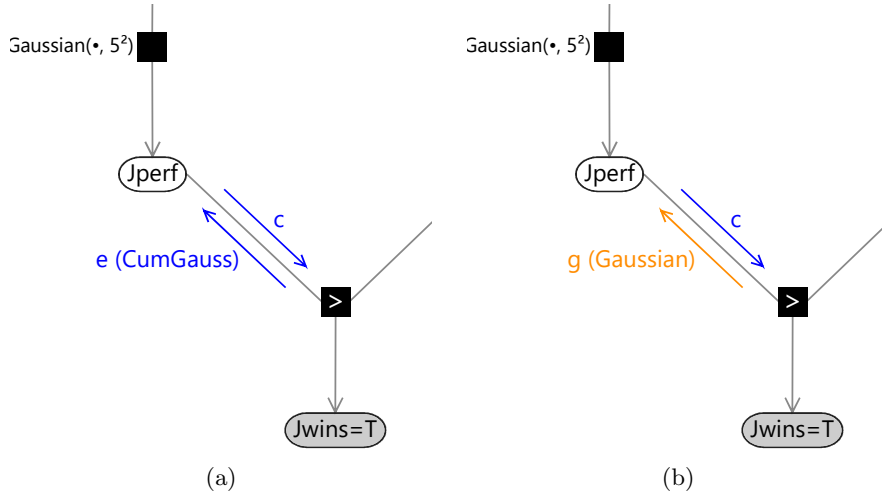 Gaussian(•, 5²)
Jperf
c
e (CumGauss)
>
Jwins=T
(a)
Gaussian(•, 5²)
Jperf
c
g (Gaussian)
>
Jwins=T
(b)